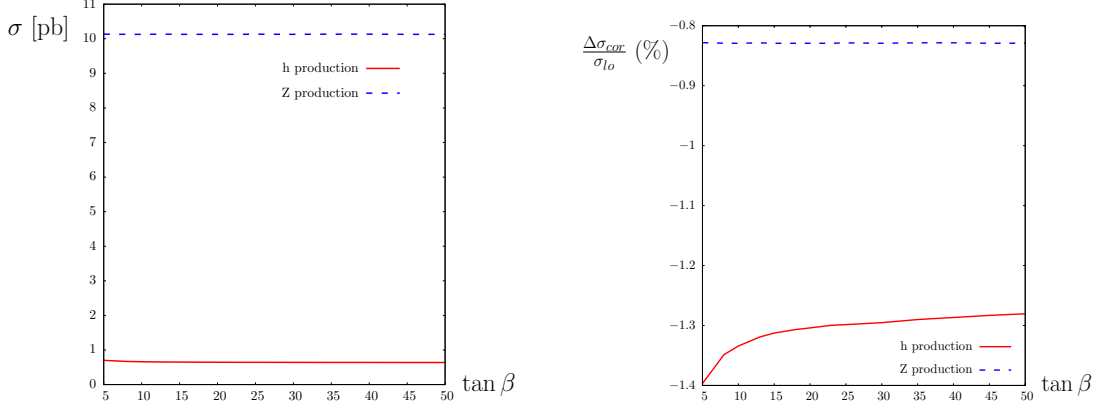 σ [pb]
11
10
9
8
7
6
5
4
3
2
1
0
h production
Z production
5 10 15 20 25 30 35 40 45 50
tan β
Δσcor/σlo (%)
−0.8
−0.9
−1
−1.1
−1.2
−1.3
−1.4
h production
Z production
5 10 15 20 25 30 35 40 45 50
tan β